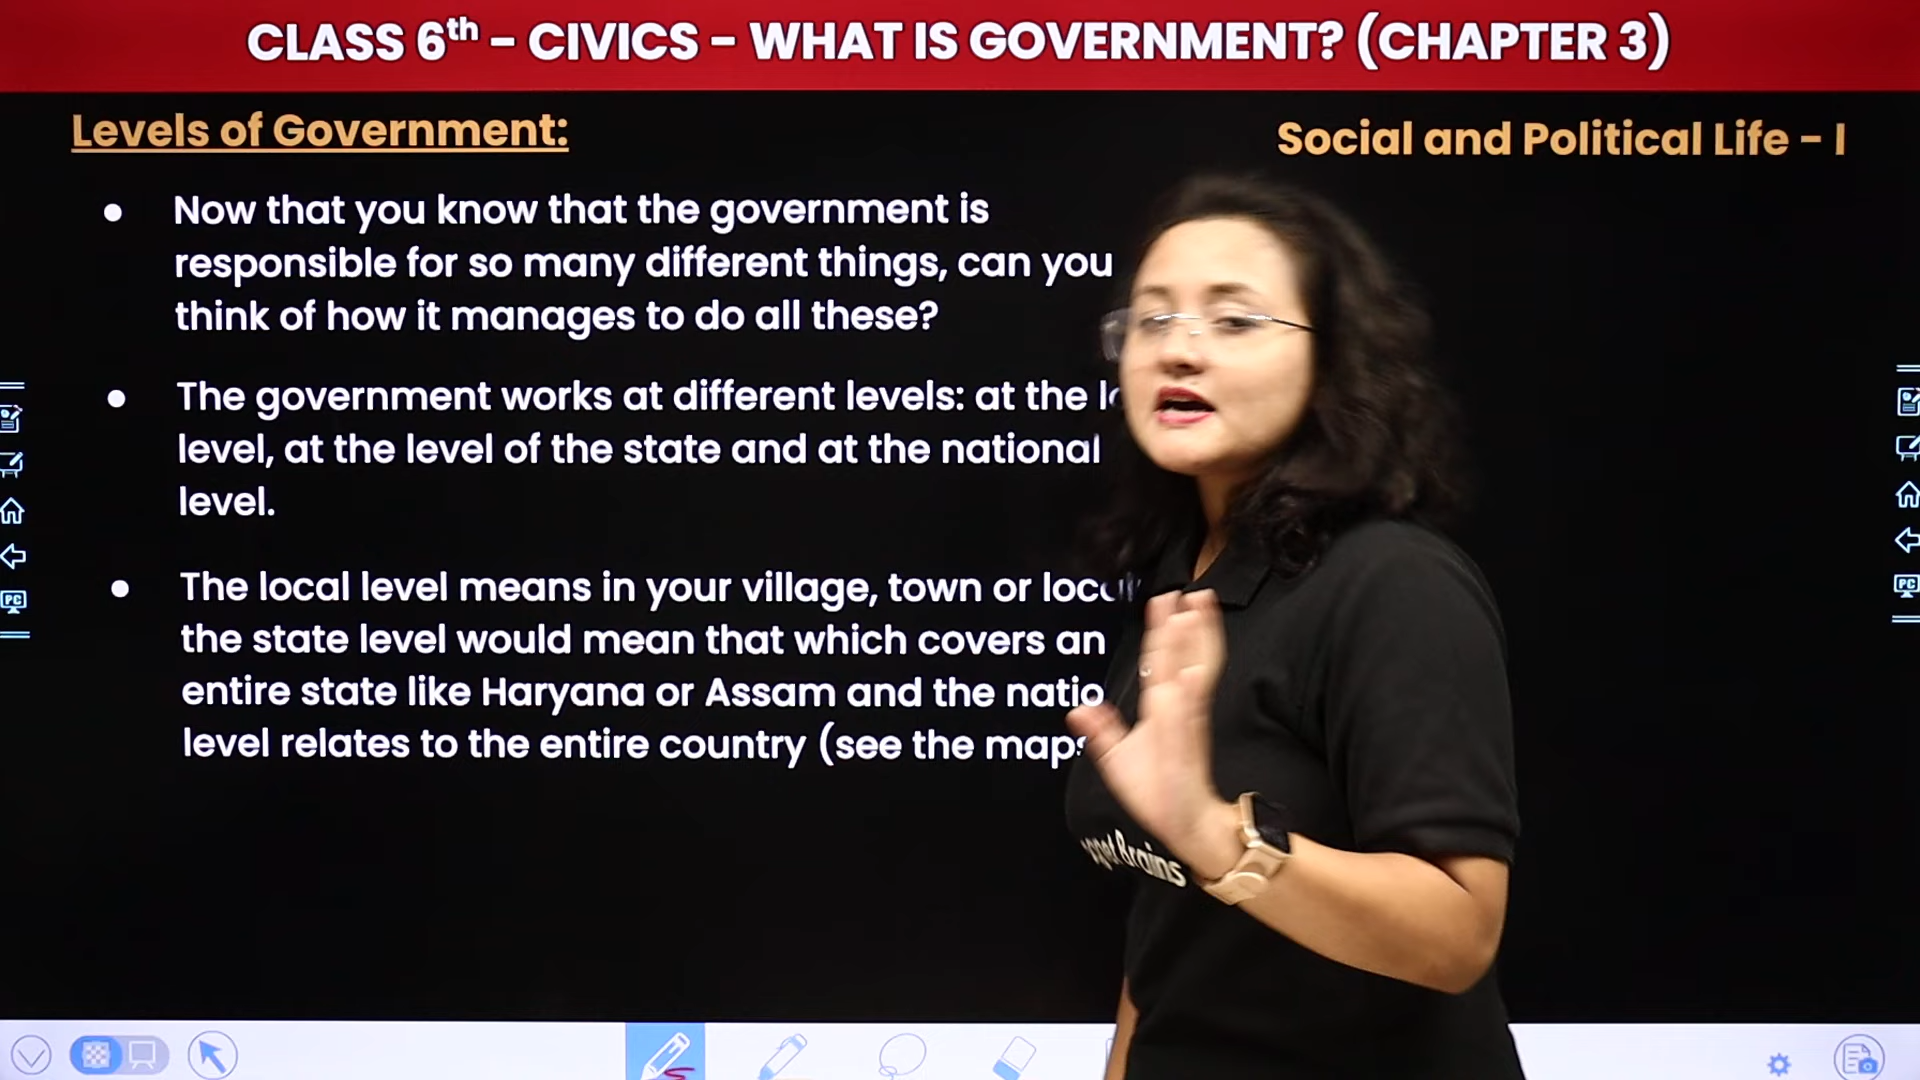 CLASS 6th - CIVICS - WHAT IS GOVERNMENT? (CHAPTER 3)
Levels of Government:
Social and Political Life - I
● Now that you know that the government is
responsible for so many different things, can you
think of how it manages to do all these?
● The government works at different levels: at the
level, at the level of the state and at the national
level.
● The local level means in your village, town or
the state level would mean that which covers an
entire state like Haryana or Assam and the
level relates to the entire country (see the maps
Brains
PC
PC